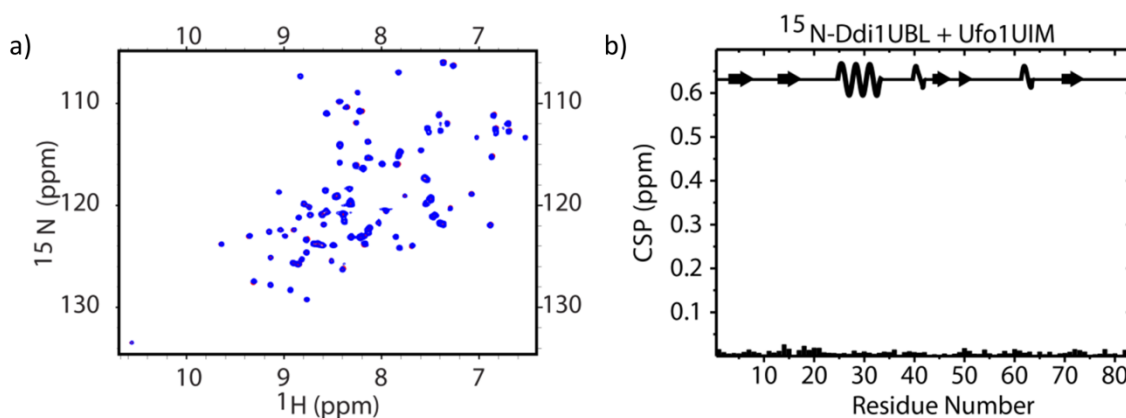 a)
10 9 8 7
110
120
130
110
120
130
15 N (ppm)
10 9 8 7
1H (ppm)
b)
15 N-Ddi1UBL + Ufo1UIM
0.6
0.5
0.4
0.3
0.2
0.1
CSP (ppm)
10 20 30 40 50 60 70 80
Residue Number